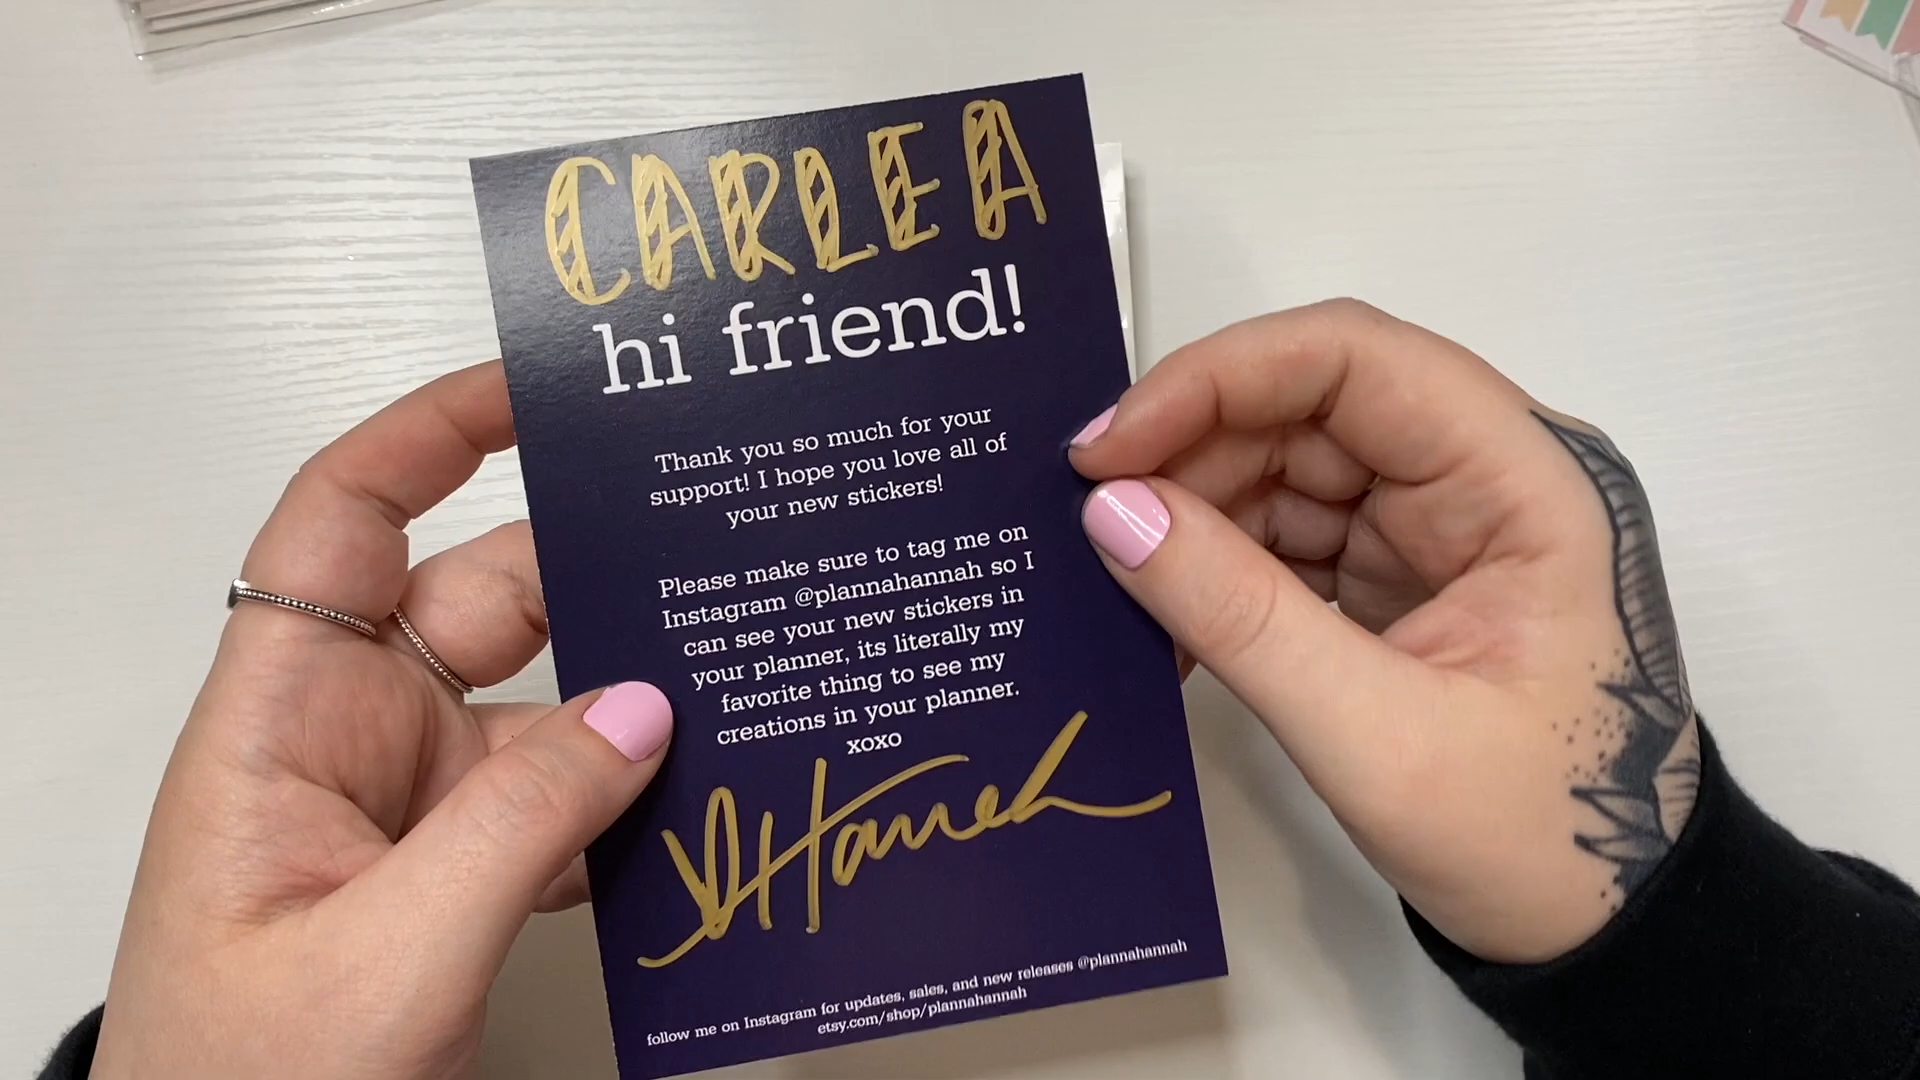 CARLEA
hi friend!
Thank you so much for your
support! I hope you love all of
your new stickers!
Please make sure to tag me on
Instagram @plannahannah so I
can see your new stickers in
your planner, its literally my
favorite thing to see my
creations in your planner.
xoxo
Hannah
follow me on Instagram for updates, sales, and new releases @plannahannah
etsy.com/shop/plannahannah